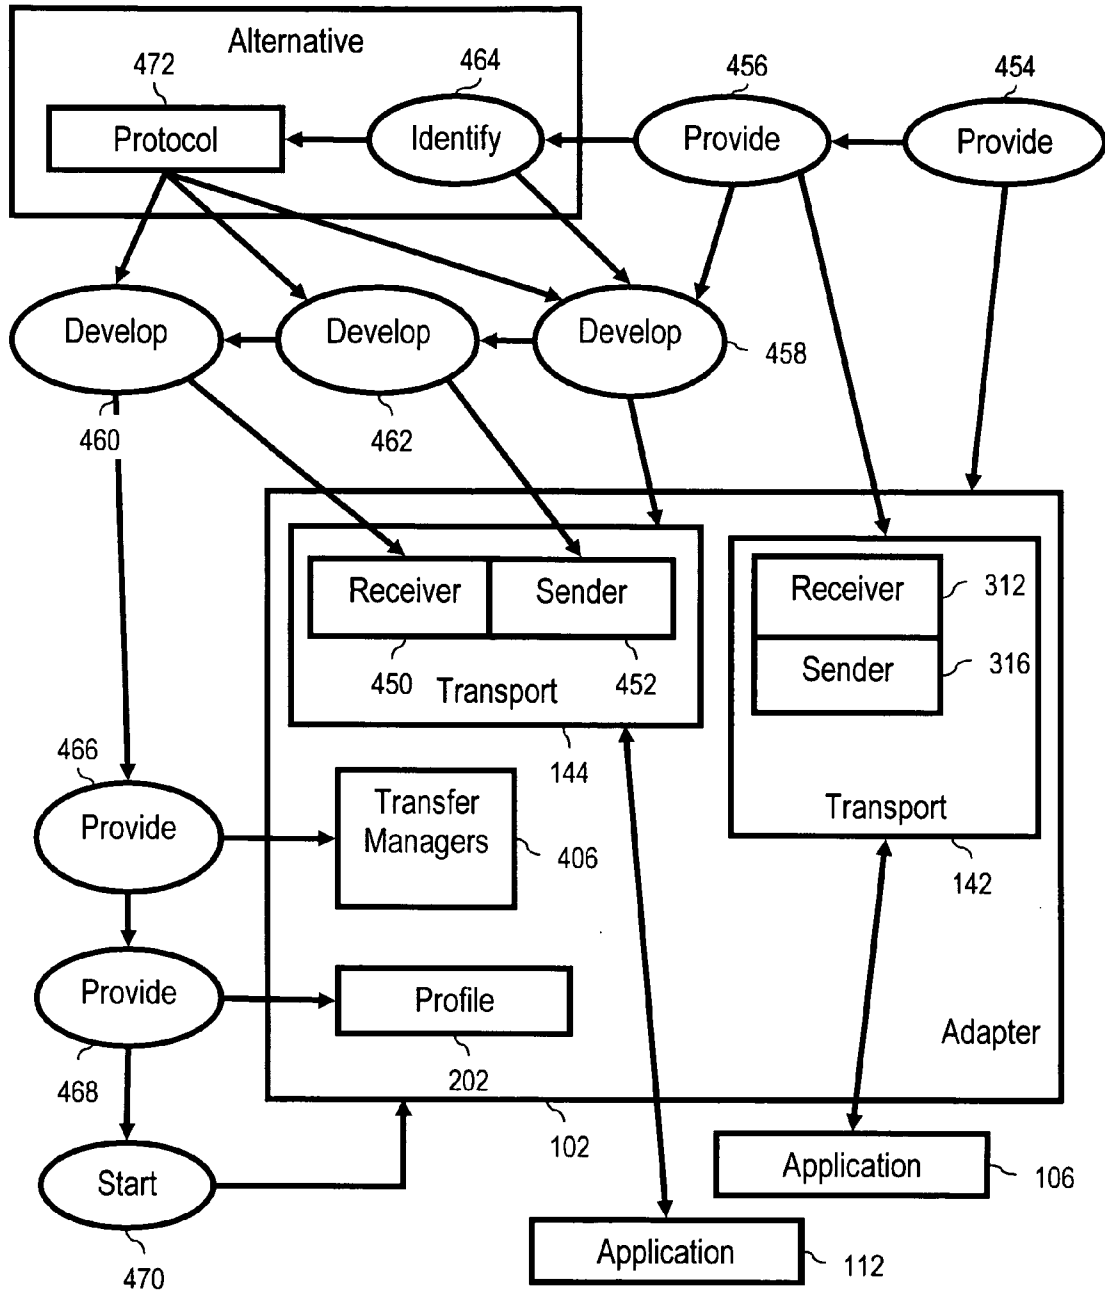 Alternative
472
464
456
454
Protocol
Identify
Provide
Provide
Develop
Develop
Develop
458
460
462
Receiver
Sender
Receiver
312
450
452
Transport
Sender
316
144
466
Provide
Transfer
Managers
406
Transport
142
Provide
Profile
Adapter
468
202
102
Start
Application
106
470
Application
112